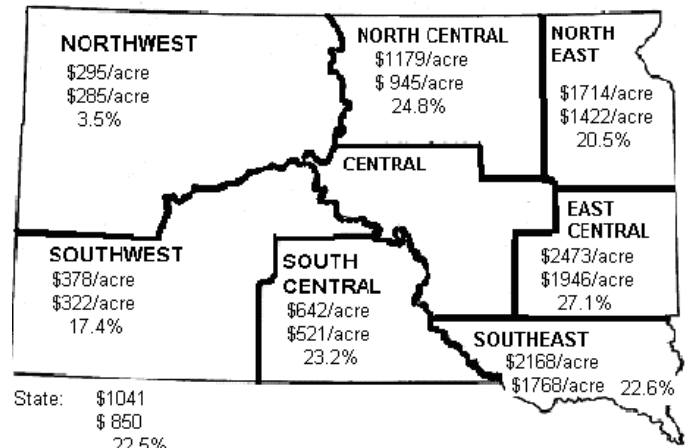 NORTHWEST
$295/acre
$285/acre
3.5%
NORTH CENTRAL
$1179/acre
$ 945/acre
24.8%
NORTH
EAST
$1714/acre
$1422/acre
20.5%
CENTRAL
EAST
CENTRAL
$2473/acre
$1946/acre
27.1%
SOUTHWEST
$378/acre
$322/acre
17.4%
SOUTH
CENTRAL
$642/acre
$521/acre
23.2%
SOUTHEAST
$2168/acre
$1768/acre 22.6%
State: $1041
$ 850
22.5%